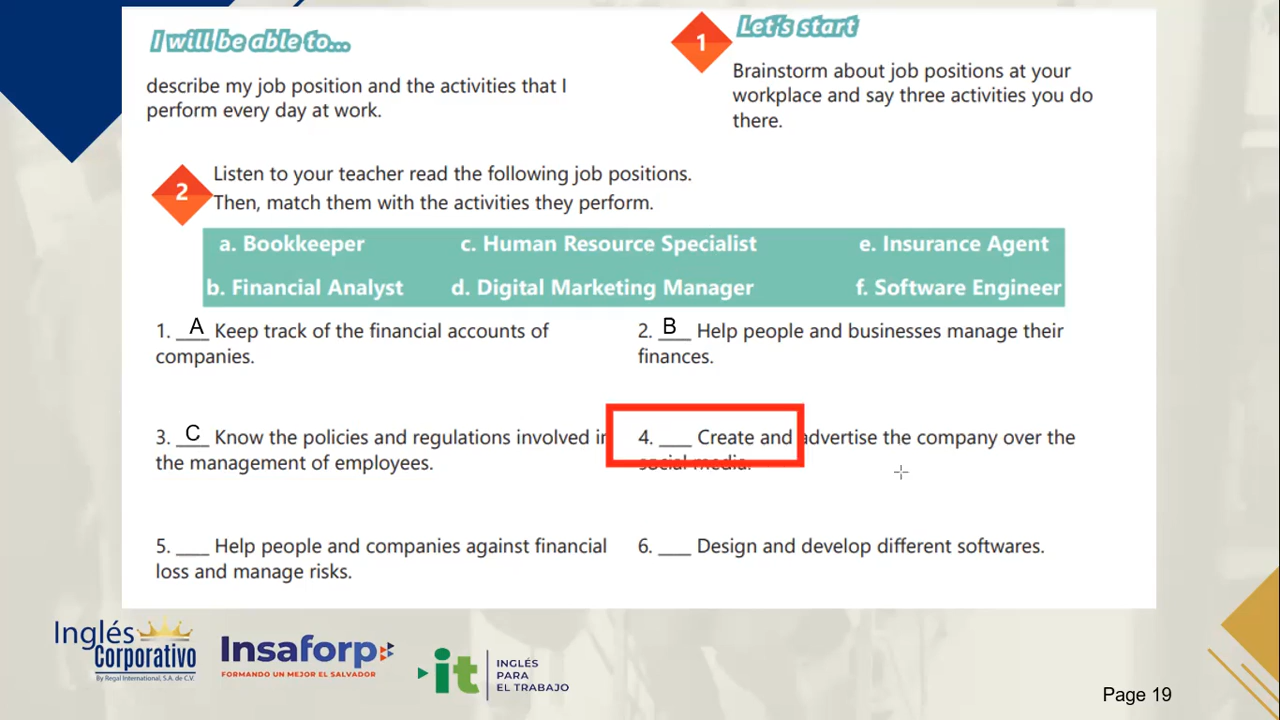 I will be able to...
describe my job position and the activities that I
perform every day at work.
1
Let's start
Brainstorm about job positions at your
workplace and say three activities you do
there.
2
Listen to your teacher read the following job positions.
Then, match them with the activities they perform.
a. Bookkeeper
c. Human Resource Specialist
e. Insurance Agent
b. Financial Analyst
d. Digital Marketing Manager
f. Software Engineer
1. A Keep track of the financial accounts of
companies.
2. B Help people and businesses manage their
finances.
3. C Know the policies and regulations involved in
the management of employees.
4. ___ Create and advertise the company over the
social media.
5. ___ Help people and companies against financial
loss and manage risks.
6. ___ Design and develop different softwares.
Inglés
Corporativo
By Regal International, S.A. de C.V.
Insaforp
FORMANDO UN MEJOR EL SALVADOR
it
INGLÉS
PARA
EL TRABAJO
Page 19